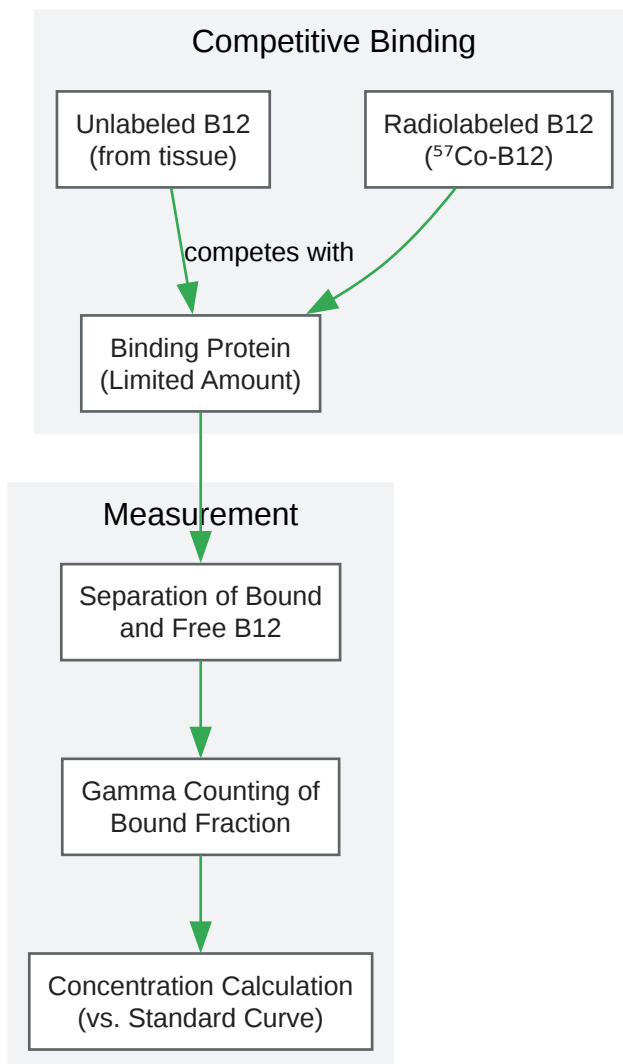 Competitive Binding
Unlabeled B12
(from tissue)
Radiolabeled B12
(⁵⁷Co-B12)
competes with
Binding Protein
(Limited Amount)
Measurement
Separation of Bound
and Free B12
Gamma Counting of
Bound Fraction
Concentration Calculation
(vs. Standard Curve)